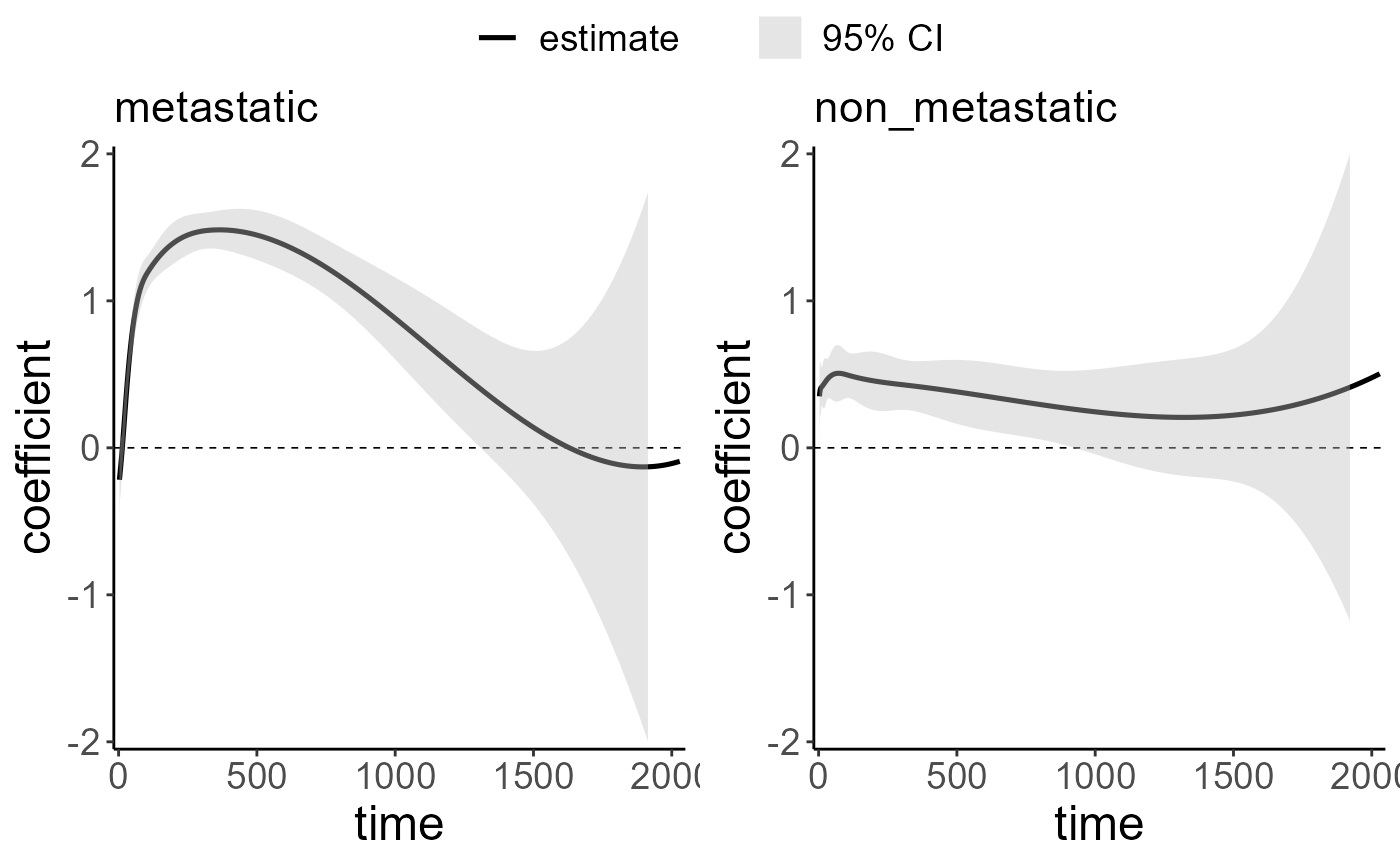 estimate 95% CI
metastatic non_metastatic
2 2
1 1
0 0
-1 -1
-2 -2
coefficient coefficient
0 500 1000 1500 200 0 500 1000 1500 200
time time